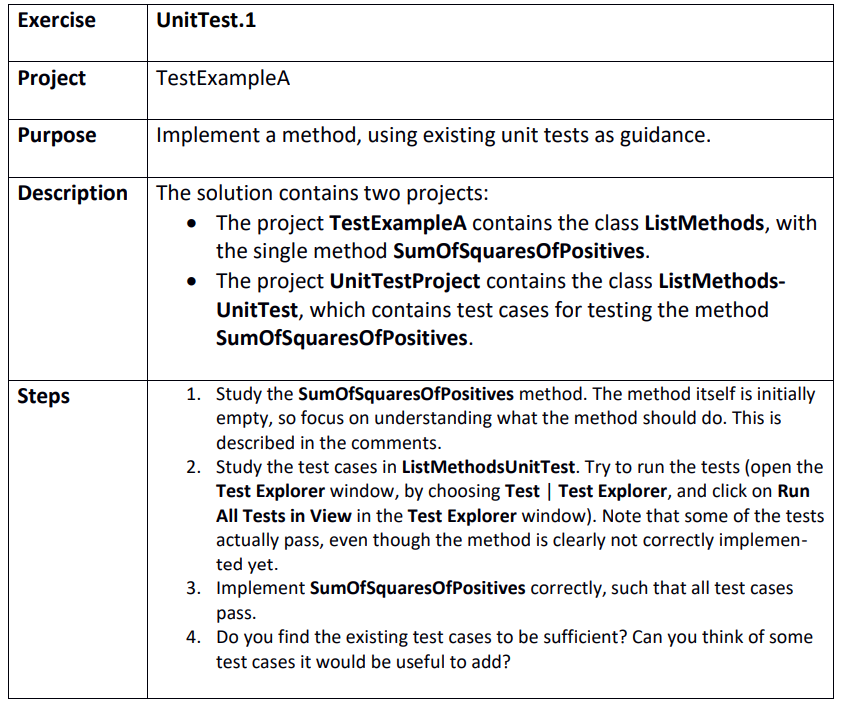 Exercise UnitTest.1
Project TestExampleA
Purpose Implement a method, using existing unit tests as guidance.
Description The solution contains two projects:
• The project TestExampleA contains the class ListMethods, with
the single method SumOfSquaresOfPositives.
• The project UnitTestProject contains the class ListMethods-
UnitTest, which contains test cases for testing the method
SumOfSquaresOfPositives.
Steps 1. Study the SumOfSquaresOfPositives method. The method itself is initially
empty, so focus on understanding what the method should do. This is
described in the comments.
2. Study the test cases in ListMethodsUnitTest. Try to run the tests (open the
Test Explorer window, by choosing Test | Test Explorer, and click on Run
All Tests in View in the Test Explorer window). Note that some of the tests
actually pass, even though the method is clearly not correctly implemen-
ted yet.
3. Implement SumOfSquaresOfPositives correctly, such that all test cases
pass.
4. Do you find the existing test cases to be sufficient? Can you think of some
test cases it would be useful to add?